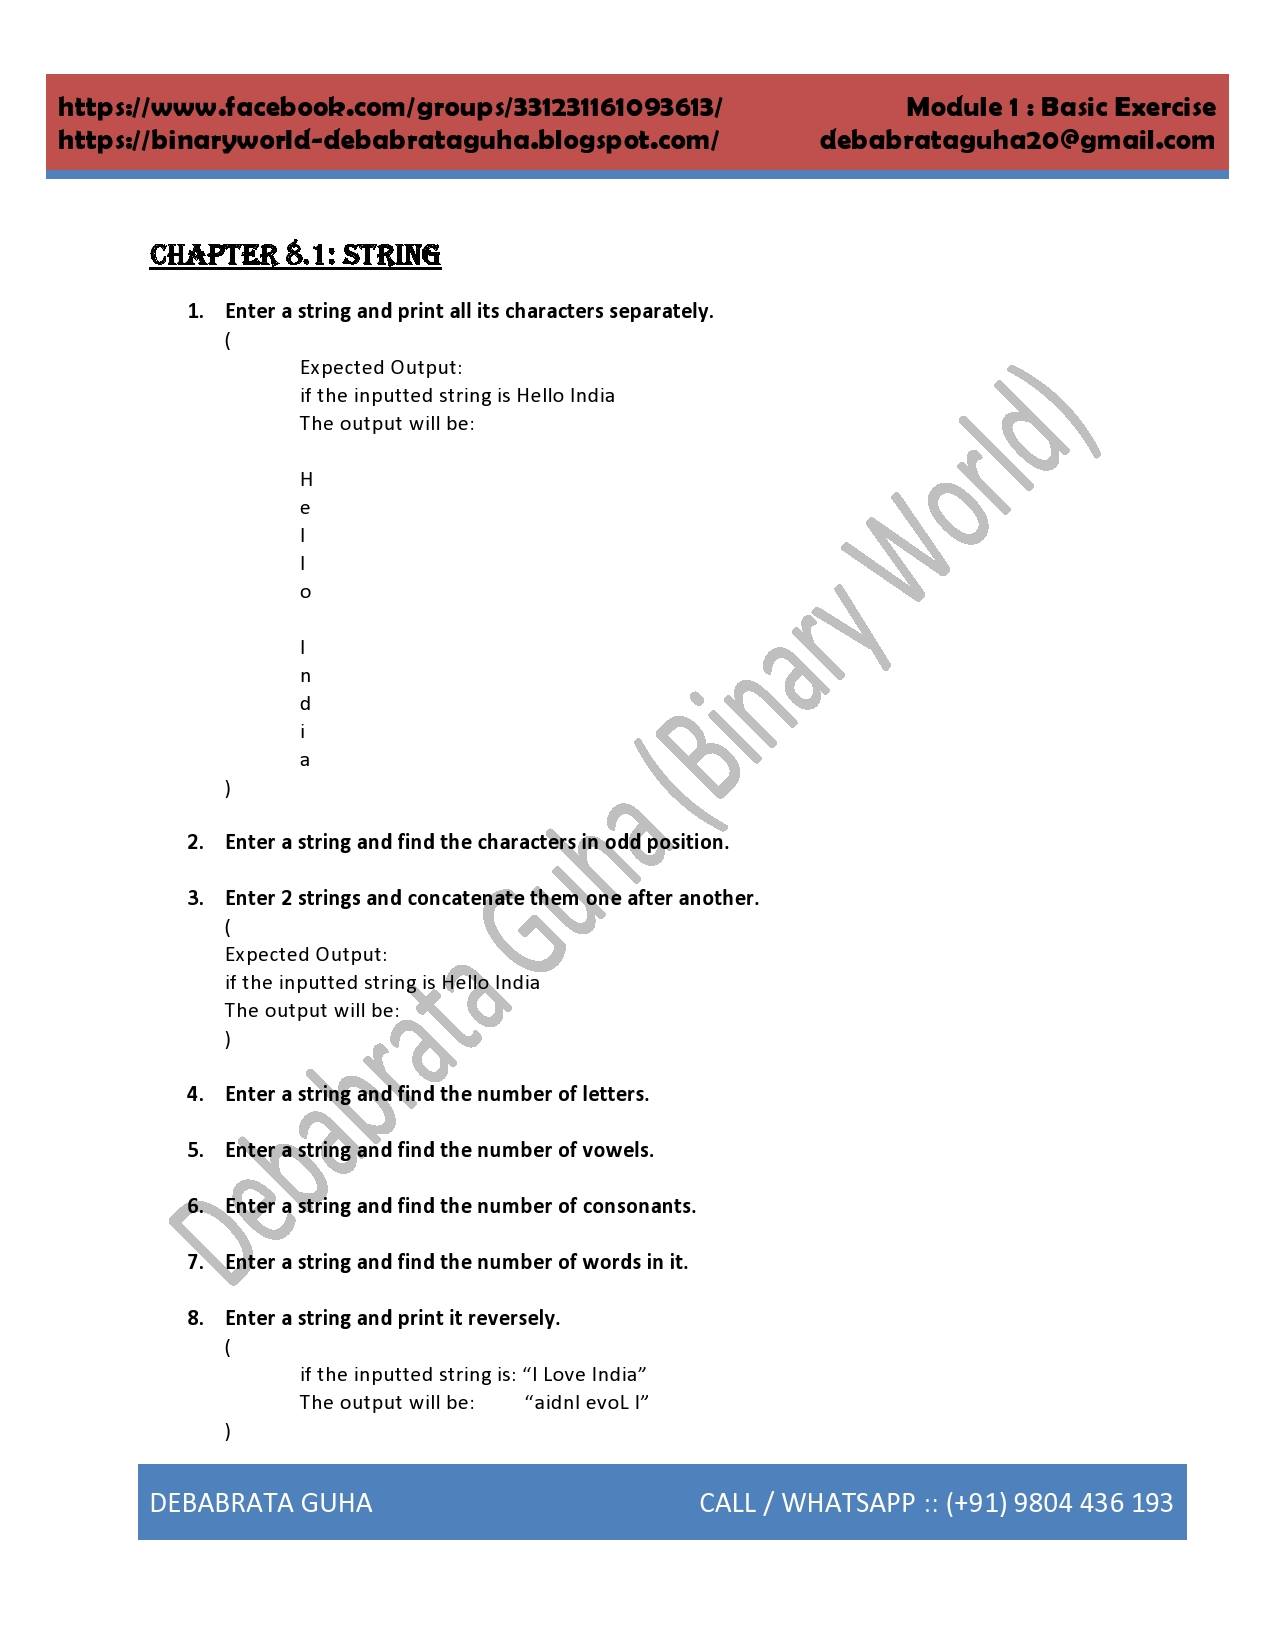 https://www.facebook.com/groups/331231161093613/ Module 1 : Basic Exercise
https://binaryworld-debabrataguha.blogspot.com/ debabrataguha20@gmail.com
CHAPTER 8.1: STRING
1. Enter a string and print all its characters separately.
(
Expected Output:
if the inputted string is Hello India
The output will be:
H
e
l
l
o
I
n
d
i
a
)
2. Enter a string and find the characters in odd position.
3. Enter 2 strings and concatenate them one after another.
(
Expected Output:
if the inputted string is Hello India
The output will be:
)
4. Enter a string and find the number of letters.
5. Enter a string and find the number of vowels.
6. Enter a string and find the number of consonants.
7. Enter a string and find the number of words in it.
8. Enter a string and print it reversely.
(
if the inputted string is: “I Love India”
The output will be: “aidnI evoL I”
)
Debabrata Guha (Binary World)
DEBABRATA GUHA CALL / WHATSAPP :: (+91) 9804 436 193